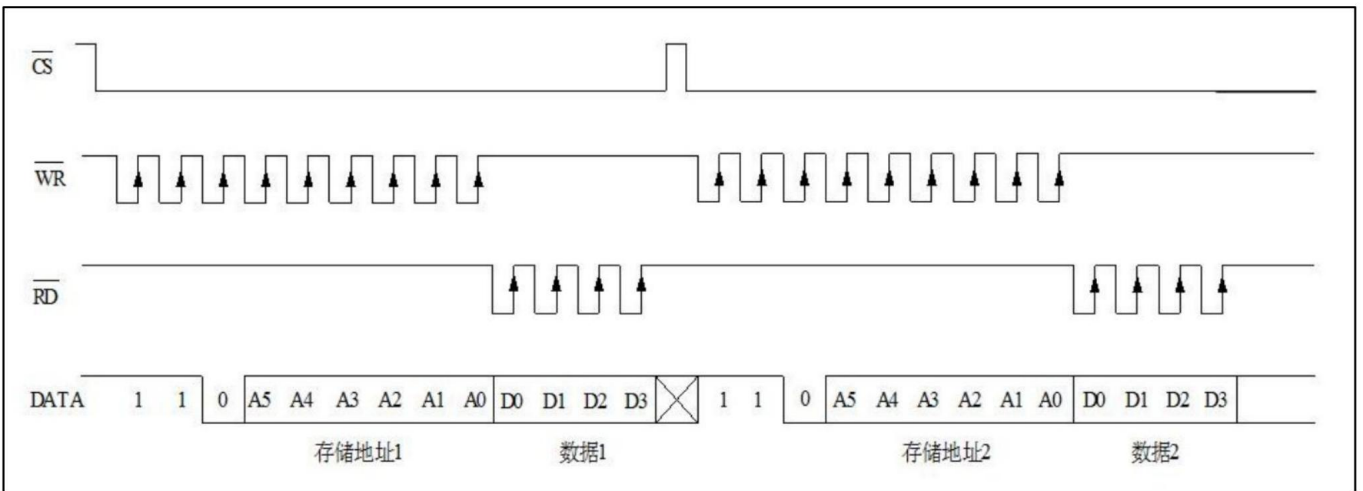 CS
WR
RD
DATA 1 1 0 A5 A4 A3 A2 A1 A0 D0 D1 D2 D3 1 1 0 A5 A4 A3 A2 A1 A0 D0 D1 D2 D3
存储地址1 数据1 存储地址2 数据2